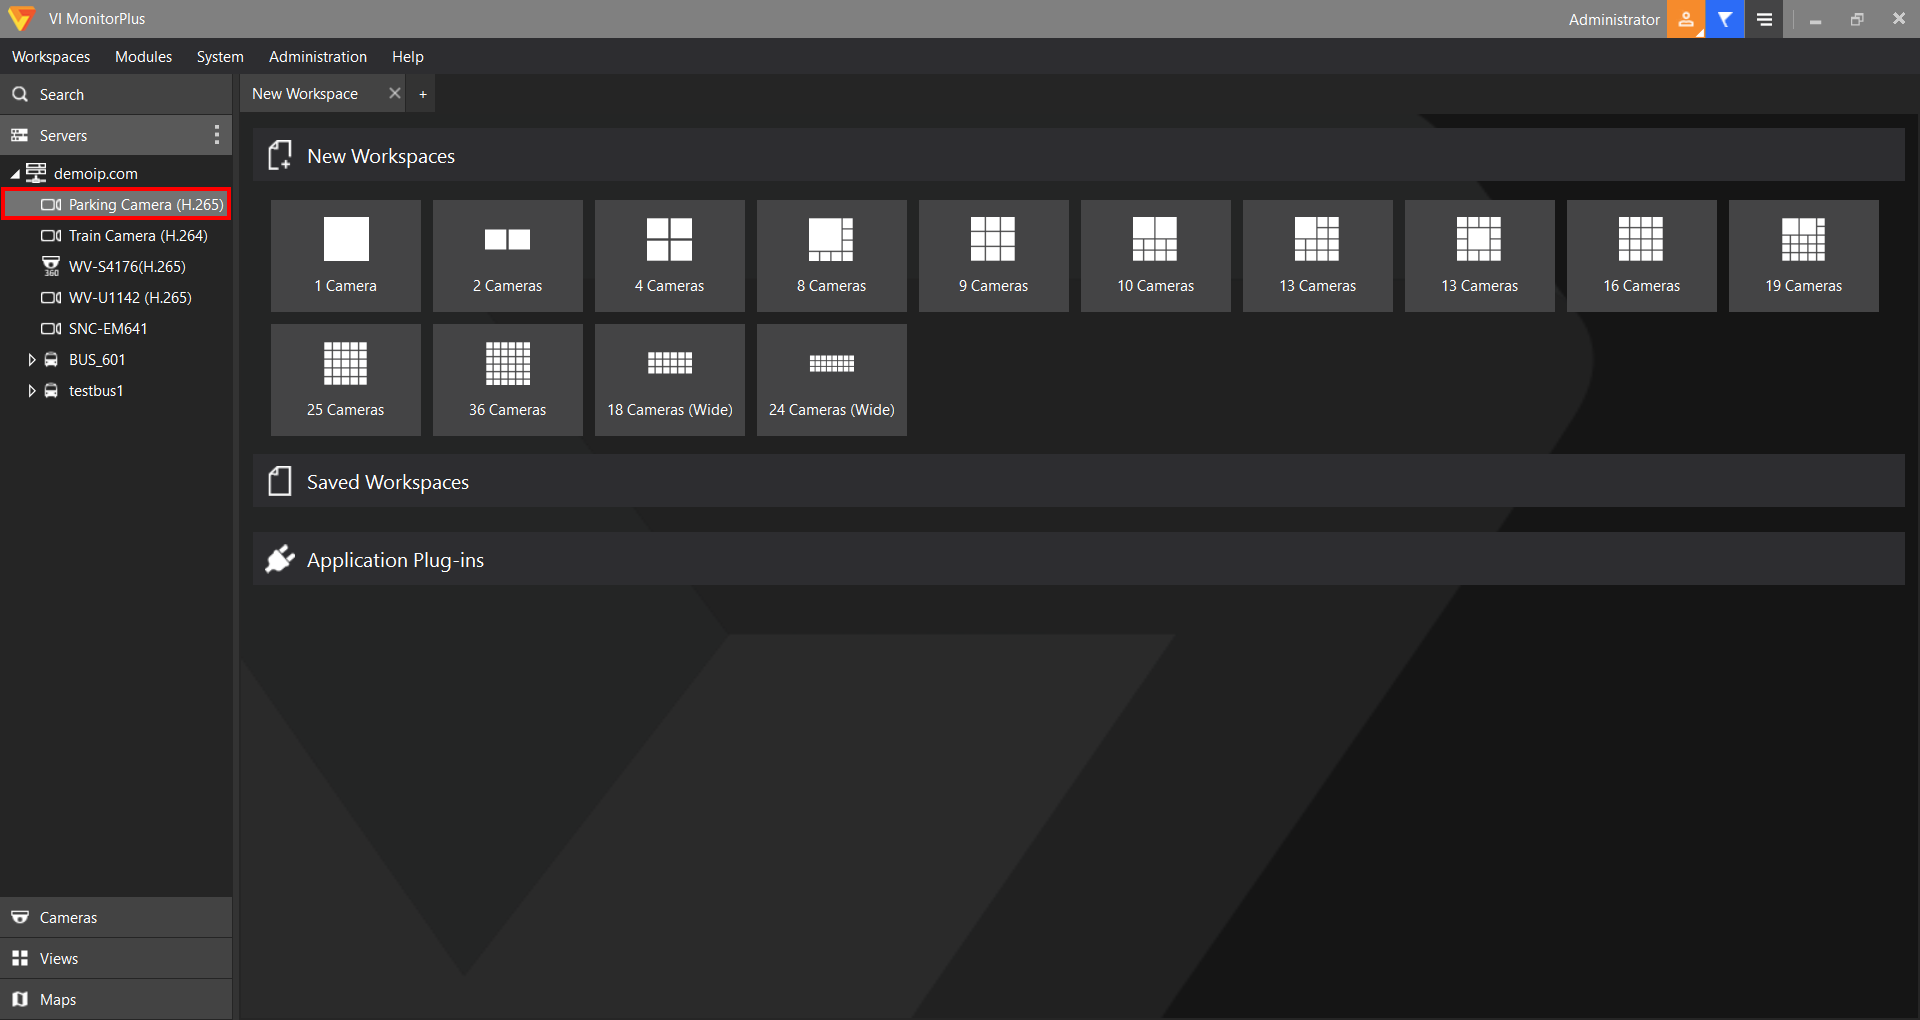 VI MonitorPlus
Administrator
Workspaces Modules System Administration Help
Search
Servers
demoip.com
Parking Camera (H.265)
Train Camera (H.264)
360
WV-S4176(H.265)
WV-U1142 (H.265)
SNC-EM641
BUS_601
testbus1
Cameras
Views
Maps
New Workspace
+
New Workspaces
1 Camera
2 Cameras
4 Cameras
8 Cameras
9 Cameras
10 Cameras
13 Cameras
13 Cameras
16 Cameras
19 Cameras
25 Cameras
36 Cameras
18 Cameras (Wide)
24 Cameras (Wide)
Saved Workspaces
Application Plug-ins